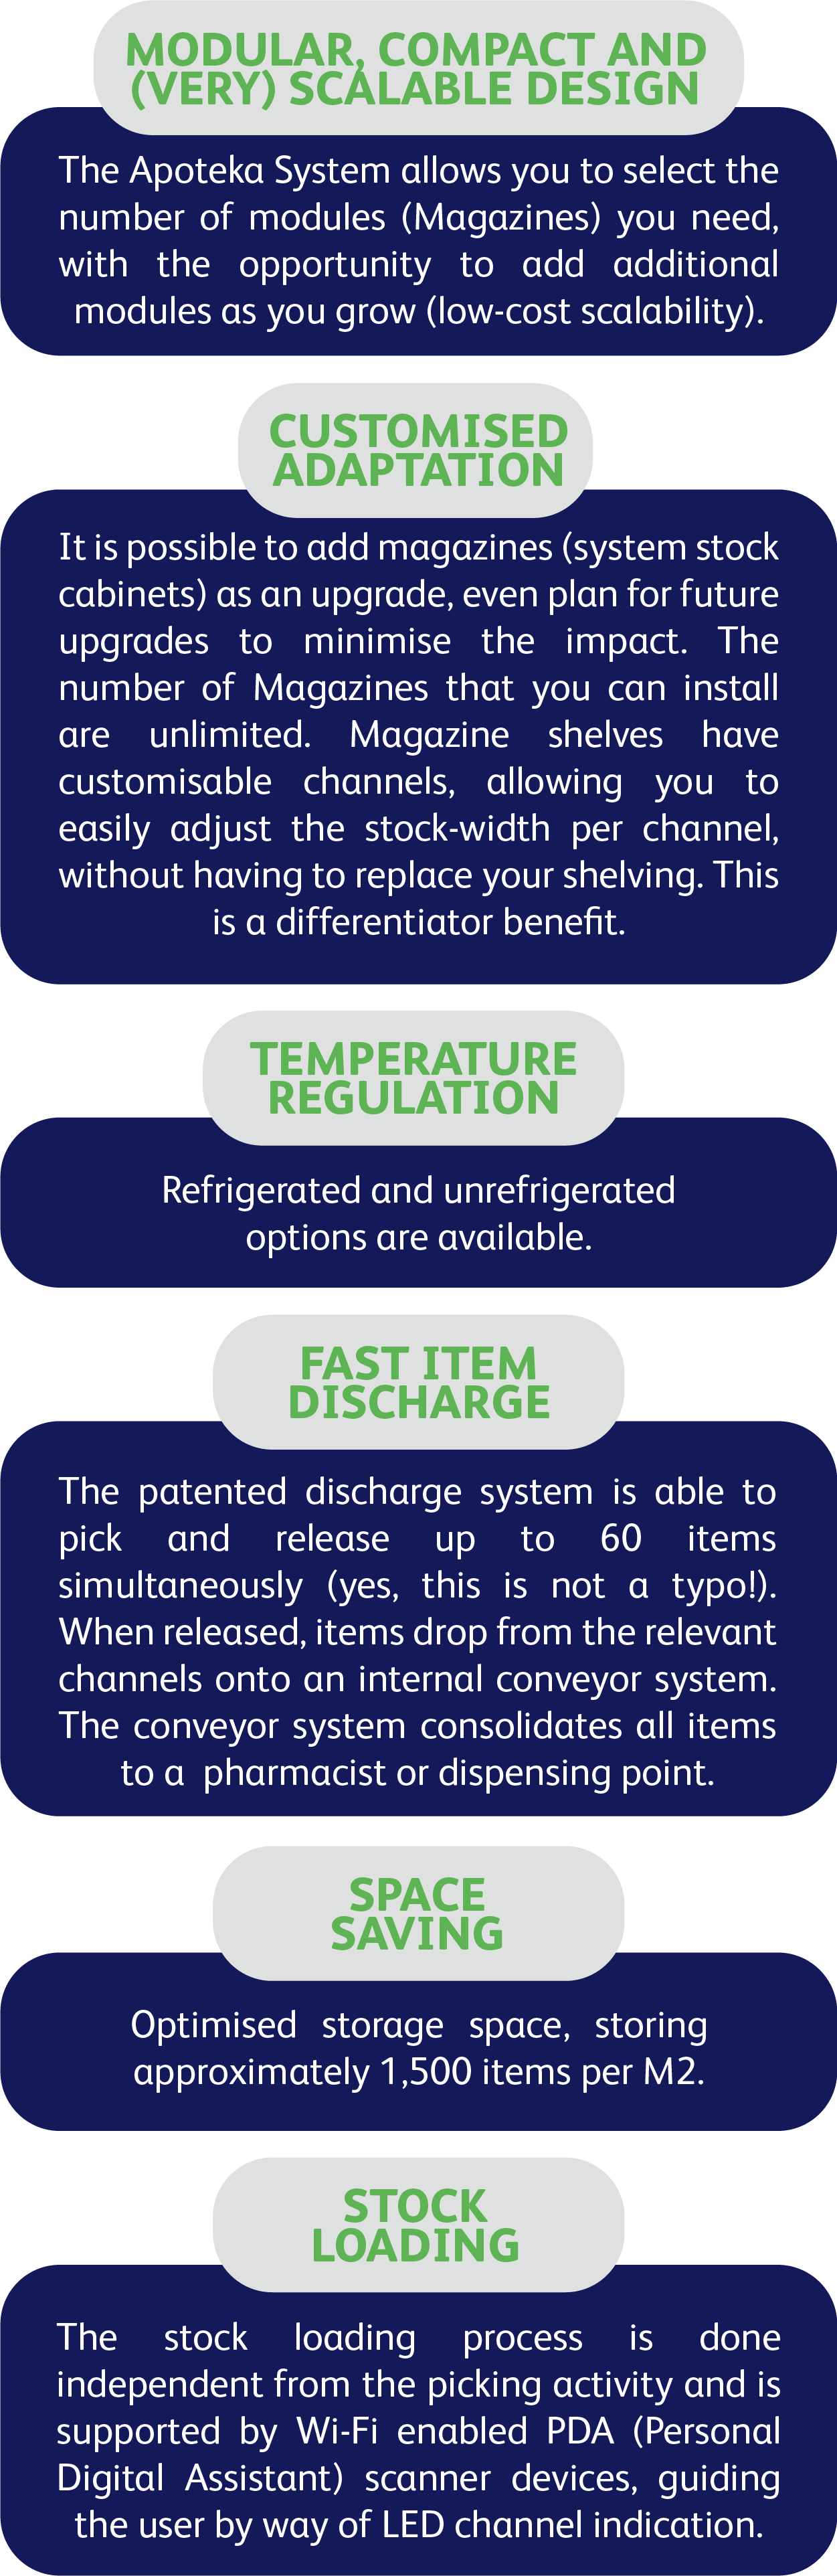 MODULAR, COMPACT AND
(VERY) SCALABLE DESIGN
The Apoteka System allows you to select the
number of modules (Magazines) you need,
with the opportunity to add additional
modules as you grow (low-cost scalability).
CUSTOMISED
ADAPTATION
It is possible to add magazines (system stock
cabinets) as an upgrade, even plan for future
upgrades to minimise the impact. The
number of Magazines that you can install
are unlimited. Magazine shelves have
customisable channels, allowing you to
easily adjust the stock-width per channel,
without having to replace your shelving. This
is a differentiator benefit.
TEMPERATURE
REGULATION
Refrigerated and unrefrigerated
options are available.
FAST ITEM
DISCHARGE
The patented discharge system is able to
pick and release up to 60 items
simultaneously (yes, this is not a typo!).
When released, items drop from the relevant
channels onto an internal conveyor system.
The conveyor system consolidates all items
to a pharmacist or dispensing point.
SPACE
SAVING
Optimised storage space, storing
approximately 1,500 items per M2.
STOCK
LOADING
The stock loading process is done
independent from the picking activity and is
supported by Wi-Fi enabled PDA (Personal
Digital Assistant) scanner devices, guiding
the user by way of LED channel indication.